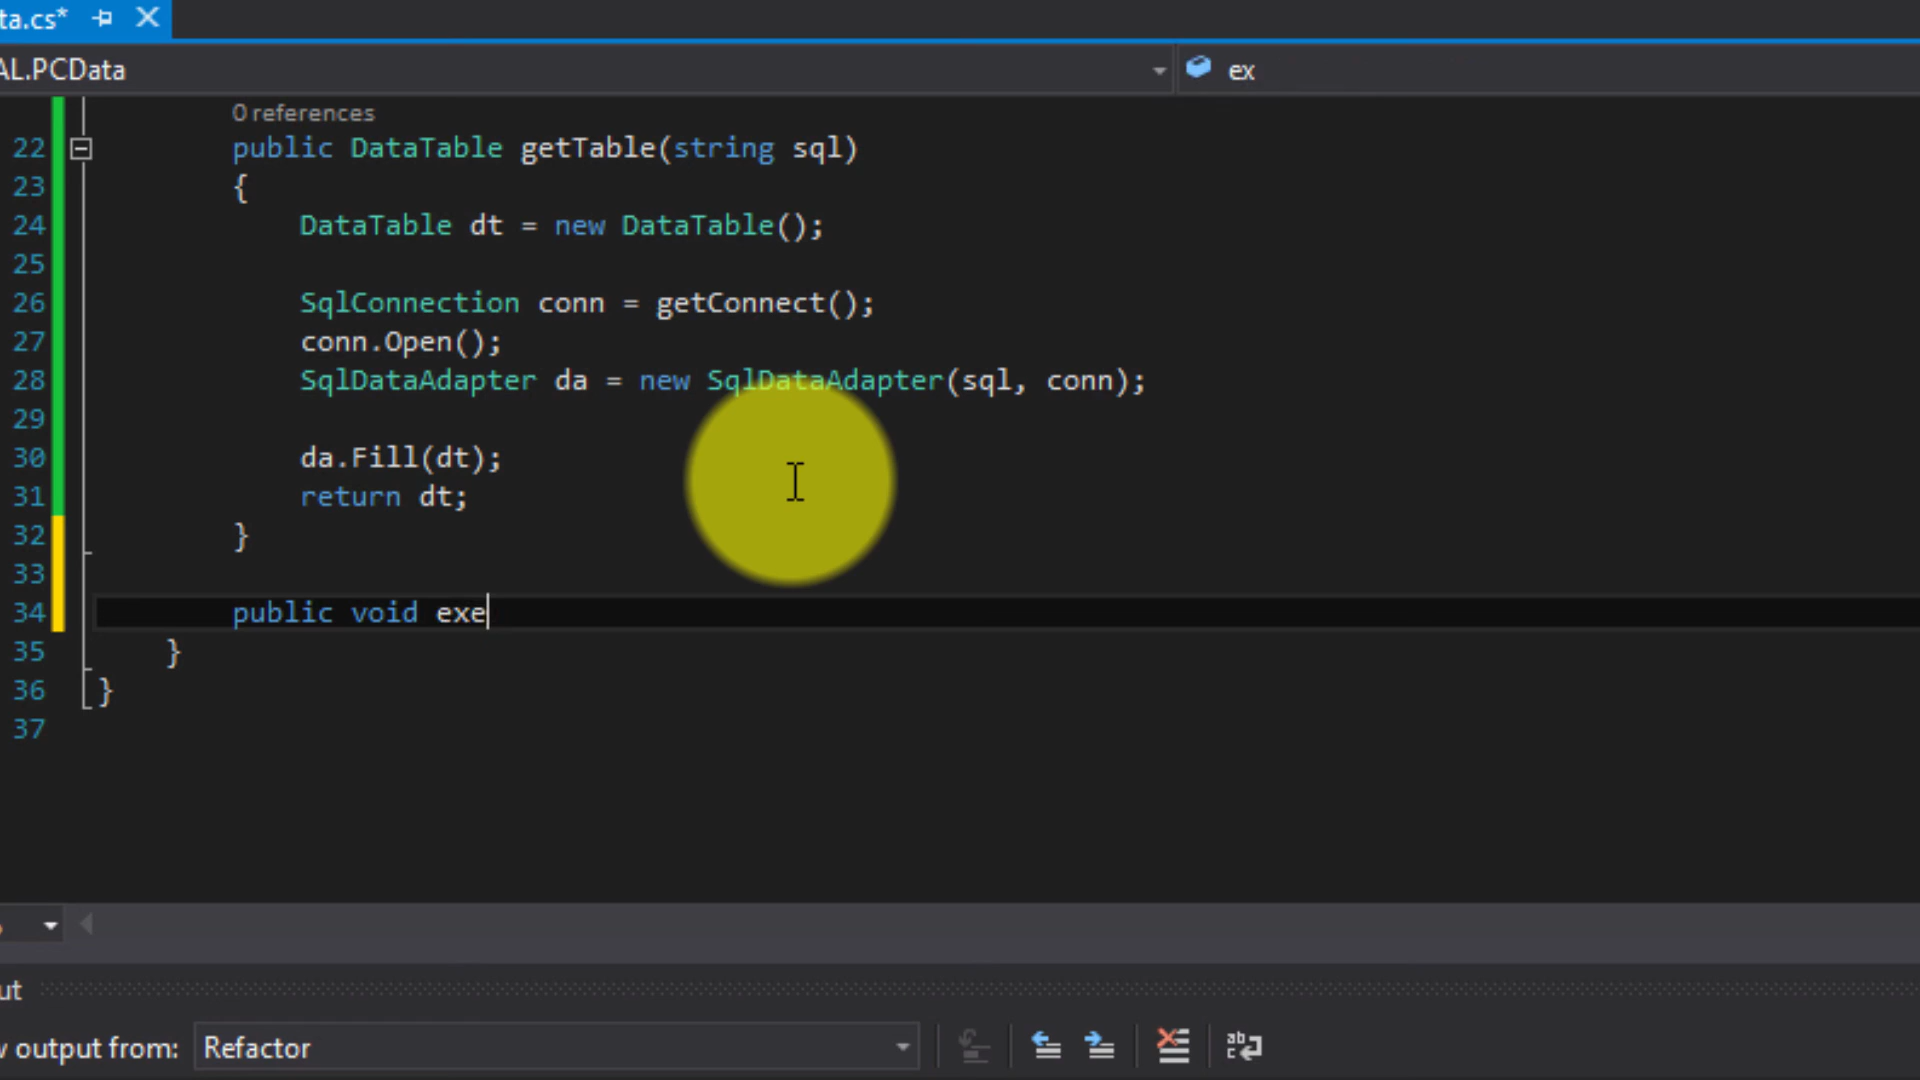 ta.cs*
AL.PCData
ex
0 references
22 public DataTable getTable(string sql)
23 {
24 DataTable dt = new DataTable();
25
26 SqlConnection conn = getConnect();
27 conn.Open();
28 SqlDataAdapter da = new SqlDataAdapter(sql, conn);
29
30 da.Fill(dt);
31 return dt;
32 }
33
34 public void exe
35 }
36 }
37
ut
w output from: Refactor